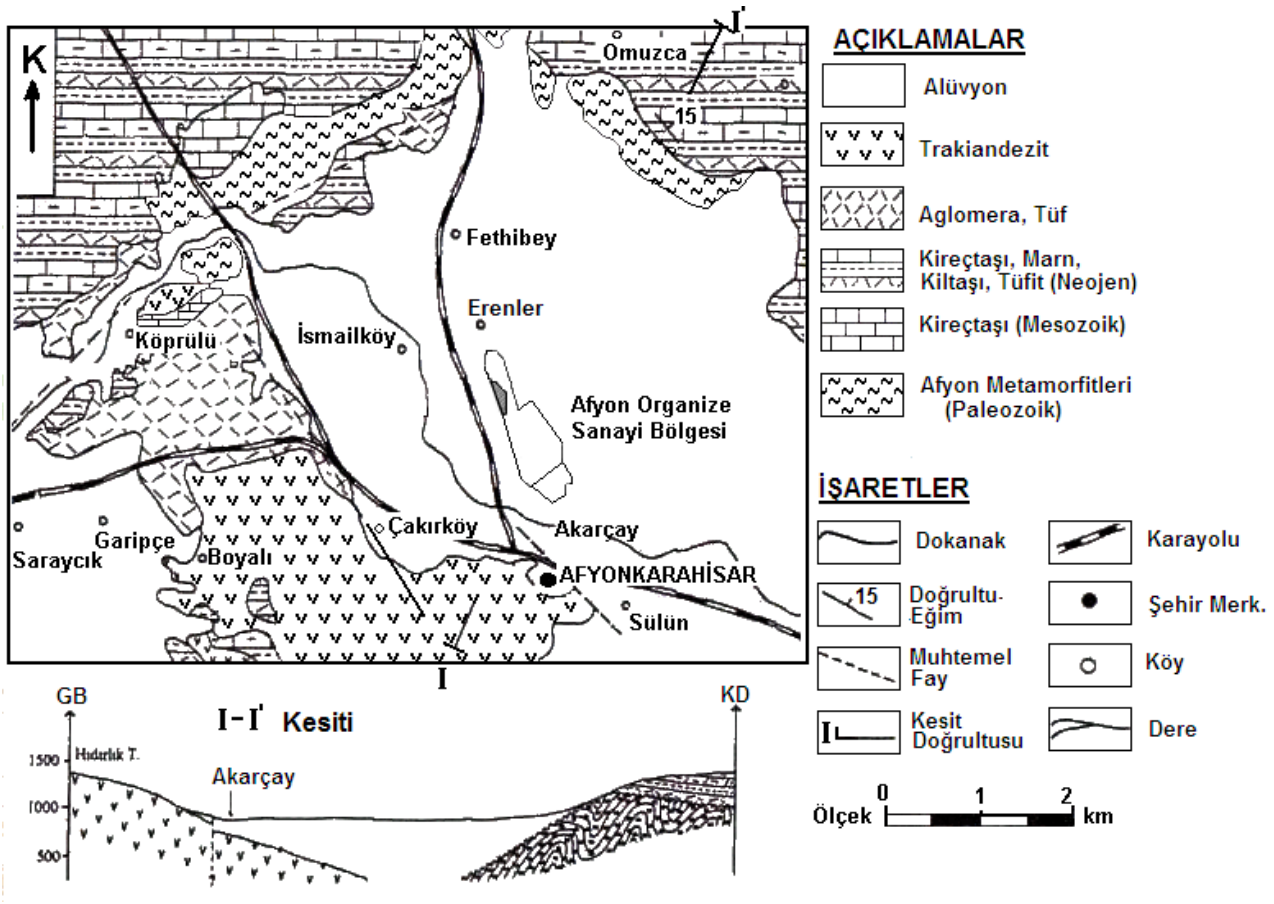 I'
K
Omuzca
15
Fethibey
Erenler
İsmailköy
Köprülü
Afyon Organize
Sanayi Bölgesi
Çakırköy
Akarçay
Saraycık
Garipçe
Boyalı
AFYONKARAHİSAR
Sülün
I
AÇIKLAMALAR
Alüvyon
Trakiandezit
Aglomera, Tüf
Kireçtaşı, Marn,
Kiltaşı, Tüfit (Neojen)
Kireçtaşı (Mesozoik)
Afyon Metamorfitleri
(Paleozoik)
İŞARETLER
Dokanak
Karayolu
15
Doğrultu-
Eğim
Şehir Merk.
Muhtemel
Fay
Köy
I
Kesit
Doğrultusu
Dere
Ölçek
0
1
2
km
GB
I-I' Kesiti
KD
1500
Hıdırlık T.
Akarçay
1000
500